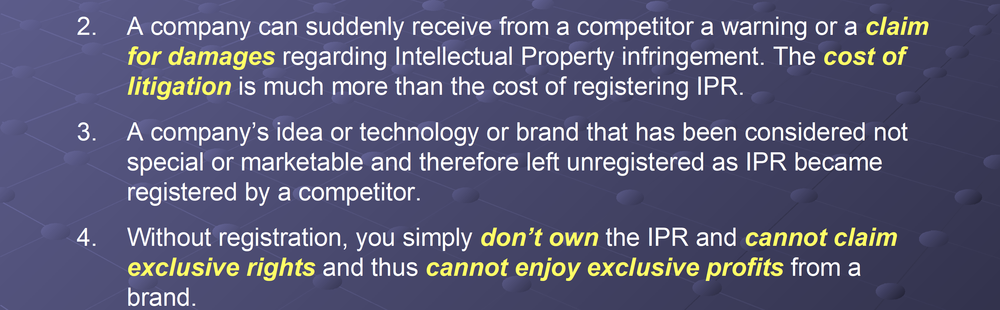 2. A company can suddenly receive from a competitor a warning or a claim
for damages regarding Intellectual Property infringement. The cost of
litigation is much more than the cost of registering IPR.
3. A company’s idea or technology or brand that has been considered not
special or marketable and therefore left unregistered as IPR became
registered by a competitor.
4. Without registration, you simply don’t own the IPR and cannot claim
exclusive rights and thus cannot enjoy exclusive profits from a
brand.